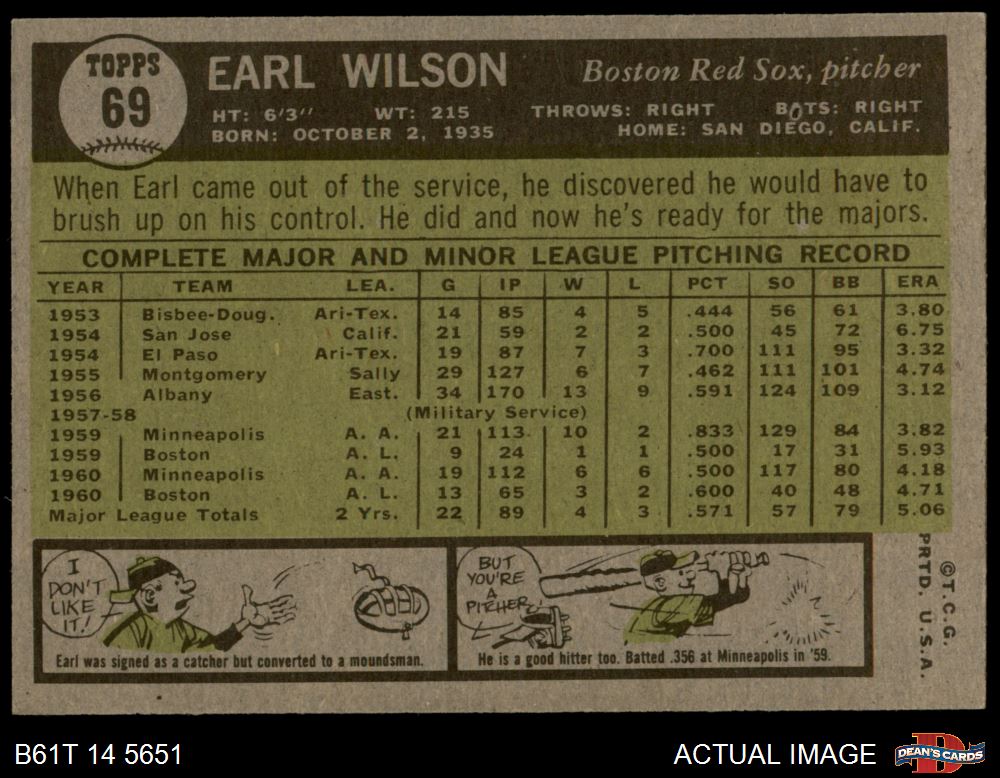 TOPPS
69
EARL WILSON
Boston Red Sox, pitcher
HT: 6'3" WT: 215 THROWS: RIGHT BATS: RIGHT
BORN: OCTOBER 2, 1935 HOME: SAN DIEGO, CALIF.
When Earl came out of the service, he discovered he would have to
brush up on his control. He did and now he's ready for the majors.
COMPLETE MAJOR AND MINOR LEAGUE PITCHING RECORD
YEAR TEAM LEA. G IP W L PCT SO BB ERA
1953 Bisbee-Doug. Ari-Tex. 14 85 4 5 .444 56 61 3.80
1954 San Jose Calif. 21 59 2 2 .500 45 72 6.75
1954 El Paso Ari-Tex. 19 87 7 3 .700 111 95 3.32
1955 Montgomery Sally 29 127 6 7 .462 111 101 4.74
1956 Albany East. 34 170 13 9 .591 124 109 3.12
1957-58 (Military Service)
1959 Minneapolis A. A. 21 113 10 2 .833 129 84 3.82
1959 Boston A. L. 9 24 1 1 .500 17 31 5.93
1960 Minneapolis A. A. 19 112 6 6 .500 117 80 4.18
1960 Boston A. L. 13 65 3 2 .600 40 48 4.71
Major League Totals 2 Yrs. 22 89 4 3 .571 57 79 5.06
I
DON'T
LIKE
IT!
Earl was signed as a catcher but converted to a moundsman.
BUT
YOU'RE
A
PITCHER
He is a good hitter too. Batted .356 at Minneapolis in '59.
©T.C.G.
PRTD. U.S.A.
B61T 14 5651
ACTUAL IMAGE
D
DEAN'S CARDS